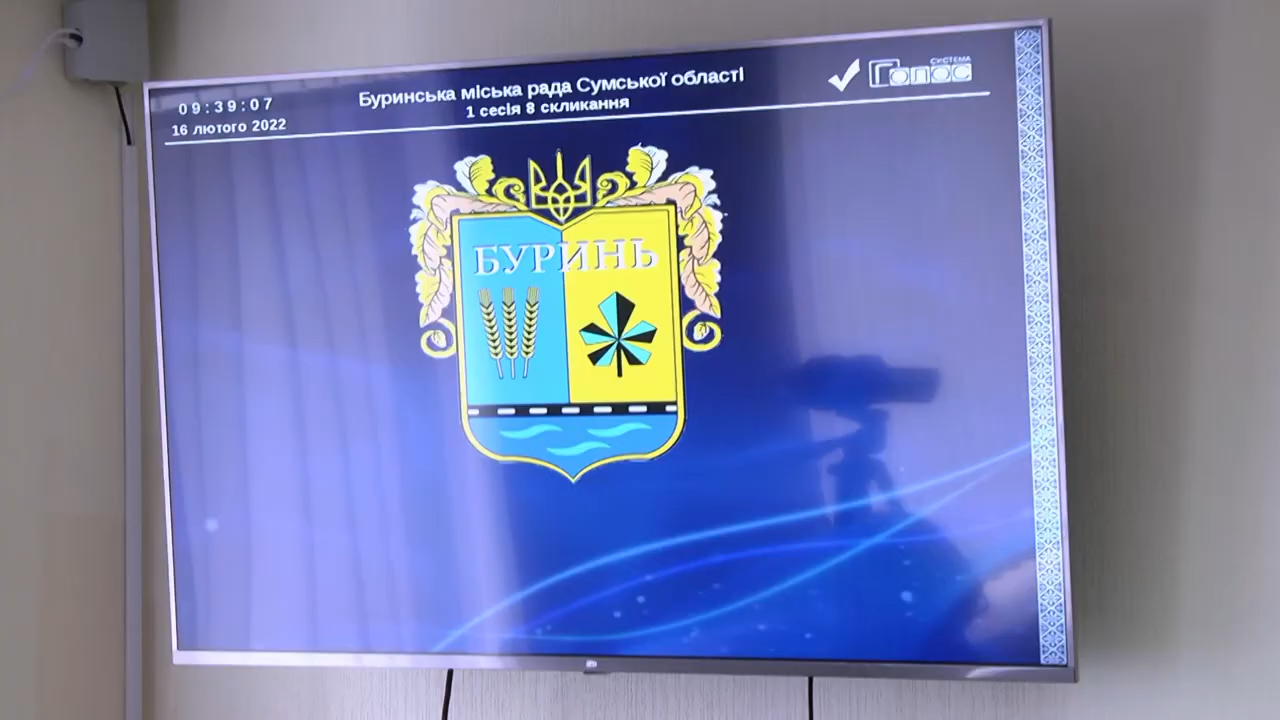 09:39:07
16 лютого 2022
Буринська міська рада Сумської області
1 сесія 8 скликання
СИСТЕМА
Голос
БУРИНЬ